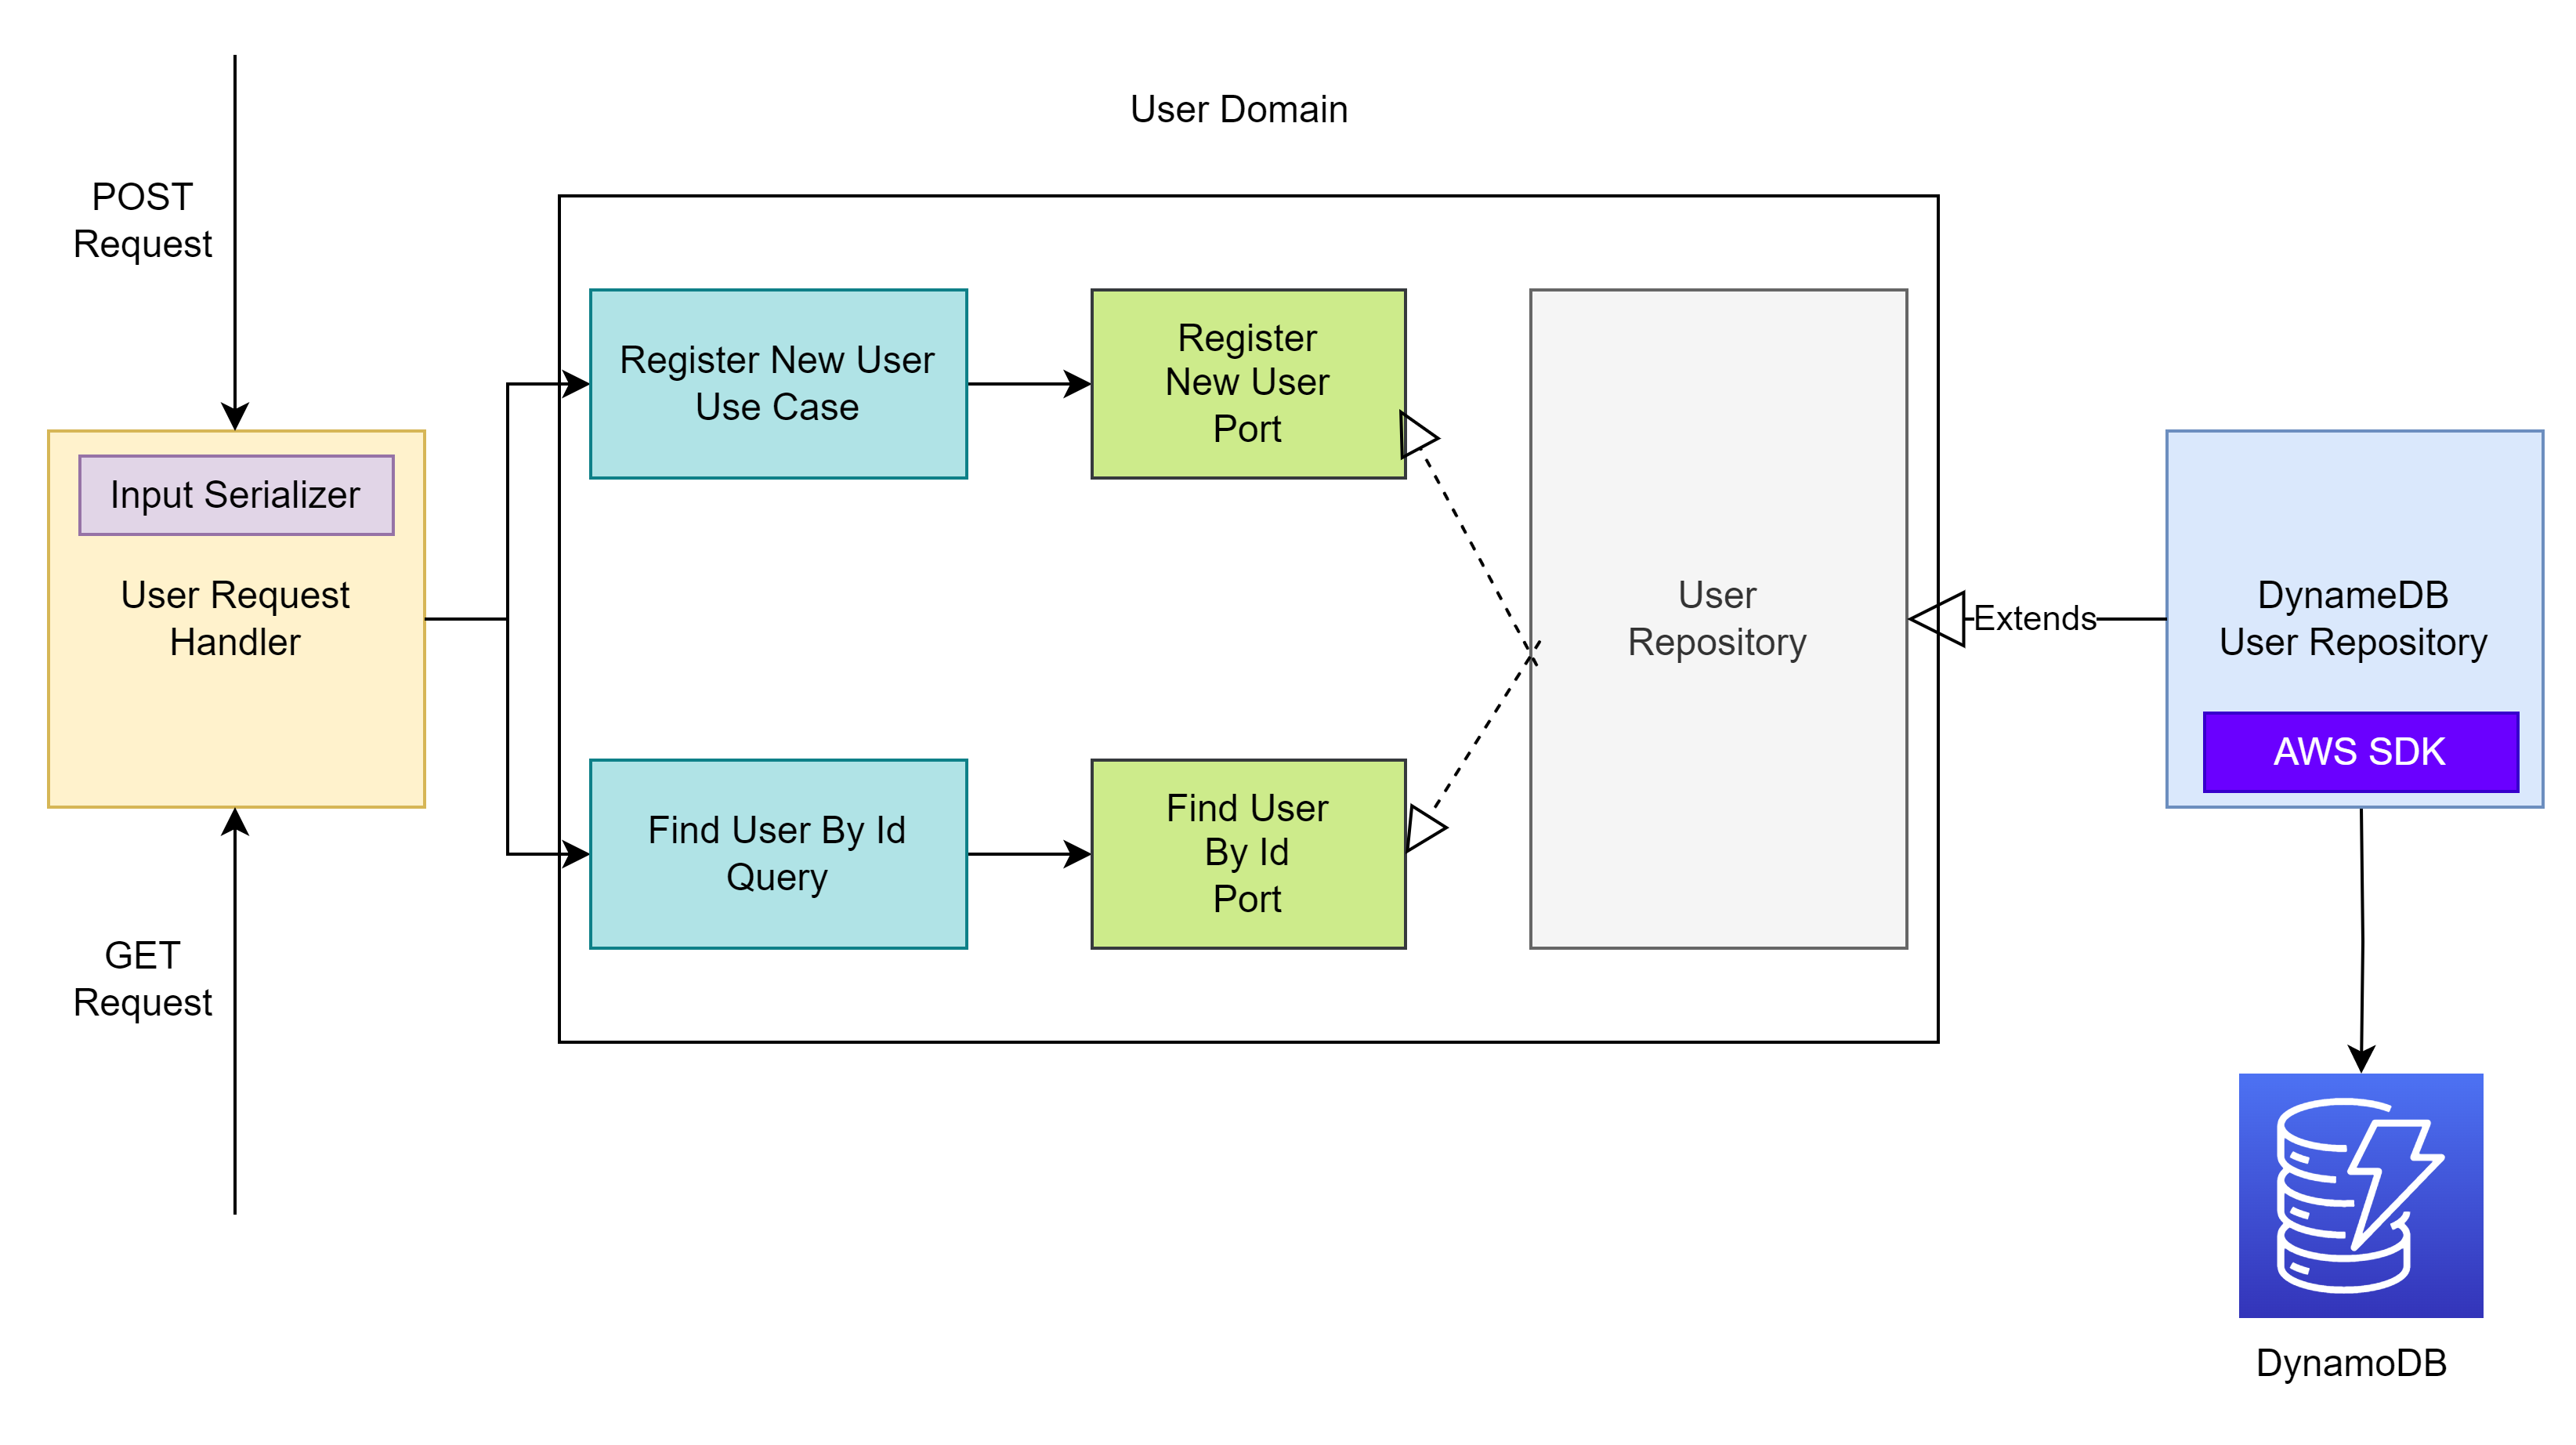 User Domain
POST
Request
Input Serializer
User Request
Handler
GET
Request
Register New User
Use Case
Register
New User
Port
Find User By Id
Query
Find User
By Id
Port
User
Repository
Extends
DynameDB
User Repository
AWS SDK
DynamoDB